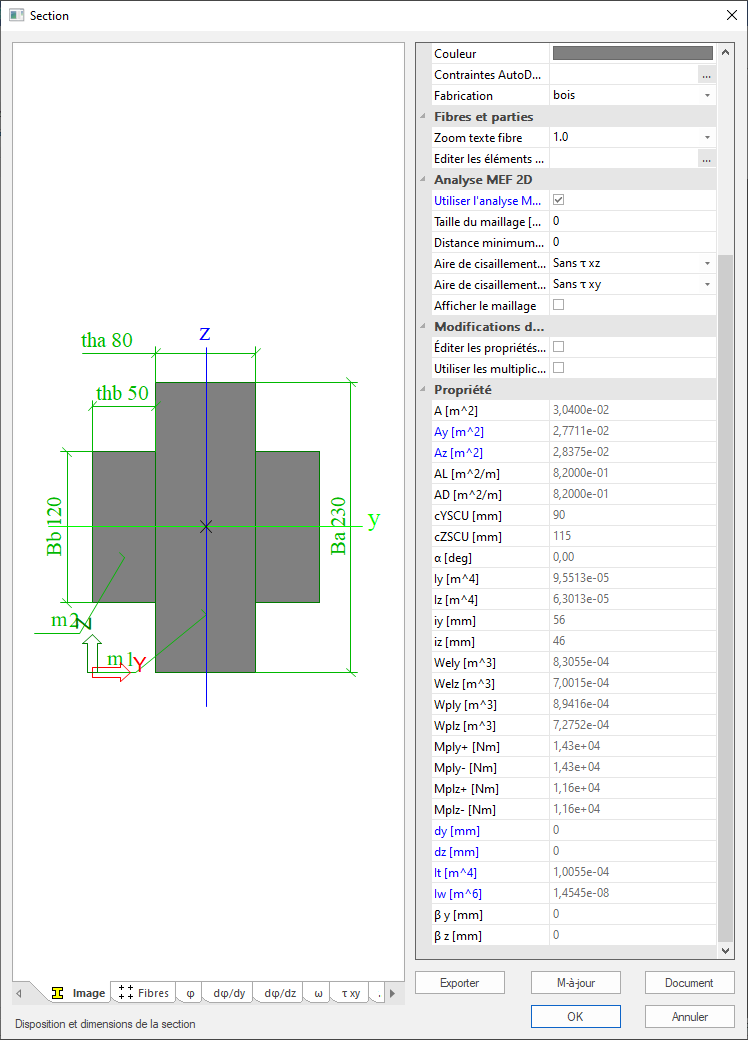 Section
tha 80
z
thb 50
Bb 120
Ba 230
y
m2
Z
m1
Y
Couleur
Contraintes AutoD... ...
Fabrication bois
Fibres et parties
Zoom texte fibre 1.0
Editer les éléments ... ...
Analyse MEF 2D
Utiliser l'analyse M...
Taille du maillage [... 0
Distance minimum... 0
Aire de cisaillement... Sans τ xz
Aire de cisaillement... Sans τ xy
Afficher le maillage
Modifications d...
Éditer les propriétés...
Utiliser les multiplic...
Propriété
A [m^2] 3,0400e-02
Ay [m^2] 2,7711e-02
Az [m^2] 2,8375e-02
AL [m^2/m] 8,2000e-01
AD [m^2/m] 8,2000e-01
cYSCU [mm] 90
cZSCU [mm] 115
α [deg] 0,00
Iy [m^4] 9,5513e-05
Iz [m^4] 6,3013e-05
iy [mm] 56
iz [mm] 46
Wely [m^3] 8,3055e-04
Welz [m^3] 7,0015e-04
Wply [m^3] 8,9416e-04
Wplz [m^3] 7,2752e-04
Mply+ [Nm] 1,43e+04
Mply- [Nm] 1,43e+04
Mplz+ [Nm] 1,16e+04
Mplz- [Nm] 1,16e+04
dy [mm] 0
dz [mm] 0
It [m^4] 1,0055e-04
Iw [m^6] 1,4545e-08
β y [mm] 0
β z [mm] 0
Image Fibres φ dφ/dy dφ/dz ω τ xy .
Exporter M-à-jour Document
Disposition et dimensions de la section
OK Annuler